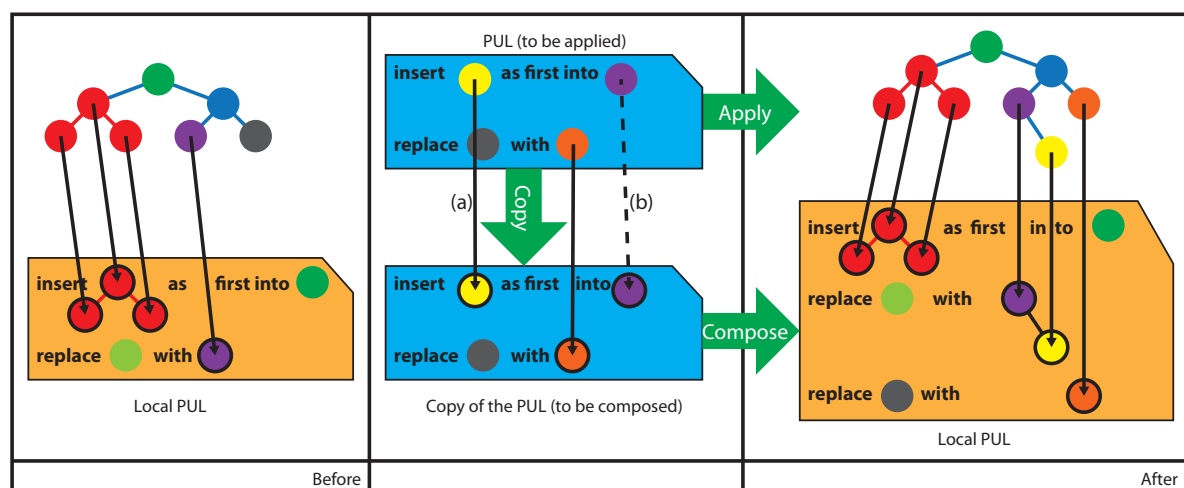 insert as first into
replace with
Local PUL
Before
PUL (to be applied)
insert as first into
replace with
Copy
(a)
(b)
insert as first into
replace with
Copy of the PUL (to be composed)
Apply
Compose
insert as first in to
replace with
replace with
Local PUL
After